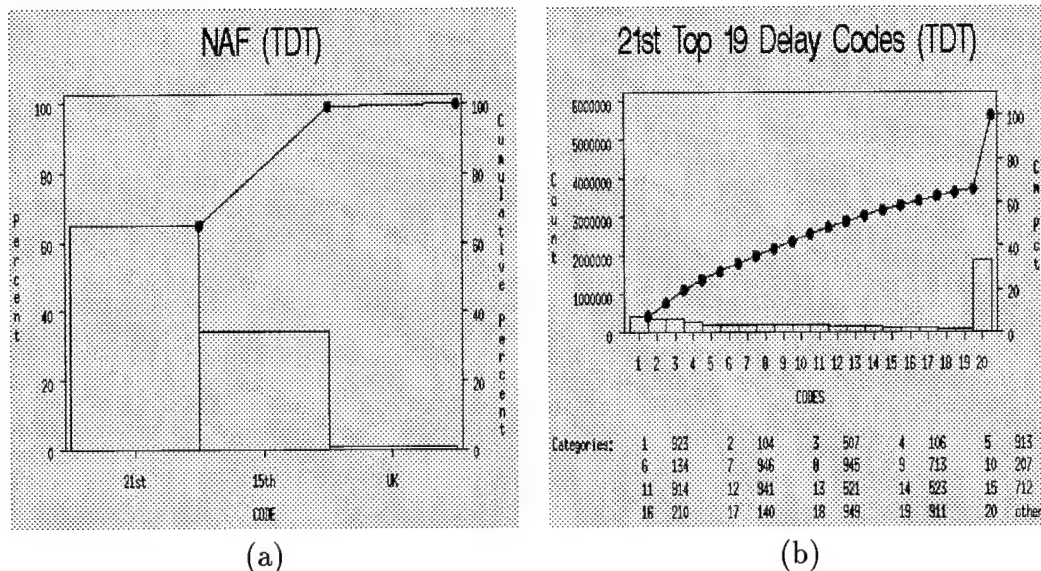 NAF (TDT)
100
80
60
40
20
0
Percent
100
80
60
40
20
0
Cumulative Percent
21st 15th UK
CODE
(a)
21st Top 19 Delay Codes (TDT)
6000000
5000000
4000000
3000000
2000000
1000000
0
Count
100
80
60
40
20
0
Cum Pct
1 2 3 4 5 6 7 8 9 10 11 12 13 14 15 16 17 18 19 20
CODES
Categories: 1 923 2 104 3 507 4 106 5 913
6 134 7 946 8 945 9 713 10 207
11 914 12 941 13 521 14 523 15 712
16 210 17 140 18 949 19 911 20 other
(b)